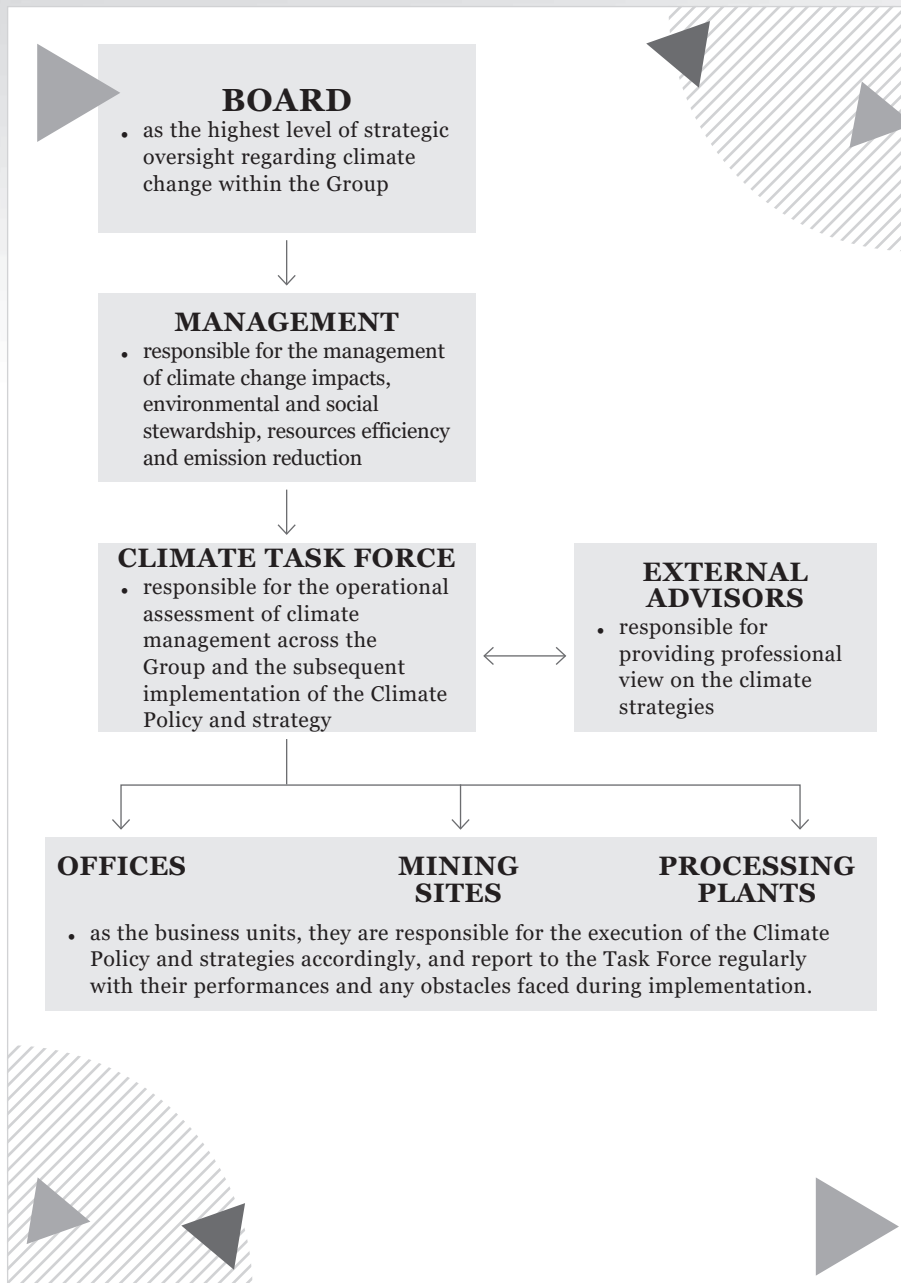 BOARD
• as the highest level of strategic
oversight regarding climate
change within the Group
MANAGEMENT
• responsible for the management
of climate change impacts,
environmental and social
stewardship, resources efficiency
and emission reduction
CLIMATE TASK FORCE
• responsible for the operational
assessment of climate
management across the
Group and the subsequent
implementation of the Climate
Policy and strategy
EXTERNAL
ADVISORS
• responsible for
providing professional
view on the climate
strategies
OFFICES
MINING
SITES
PROCESSING
PLANTS
• as the business units, they are responsible for the execution of the Climate
Policy and strategies accordingly, and report to the Task Force regularly
with their performances and any obstacles faced during implementation.